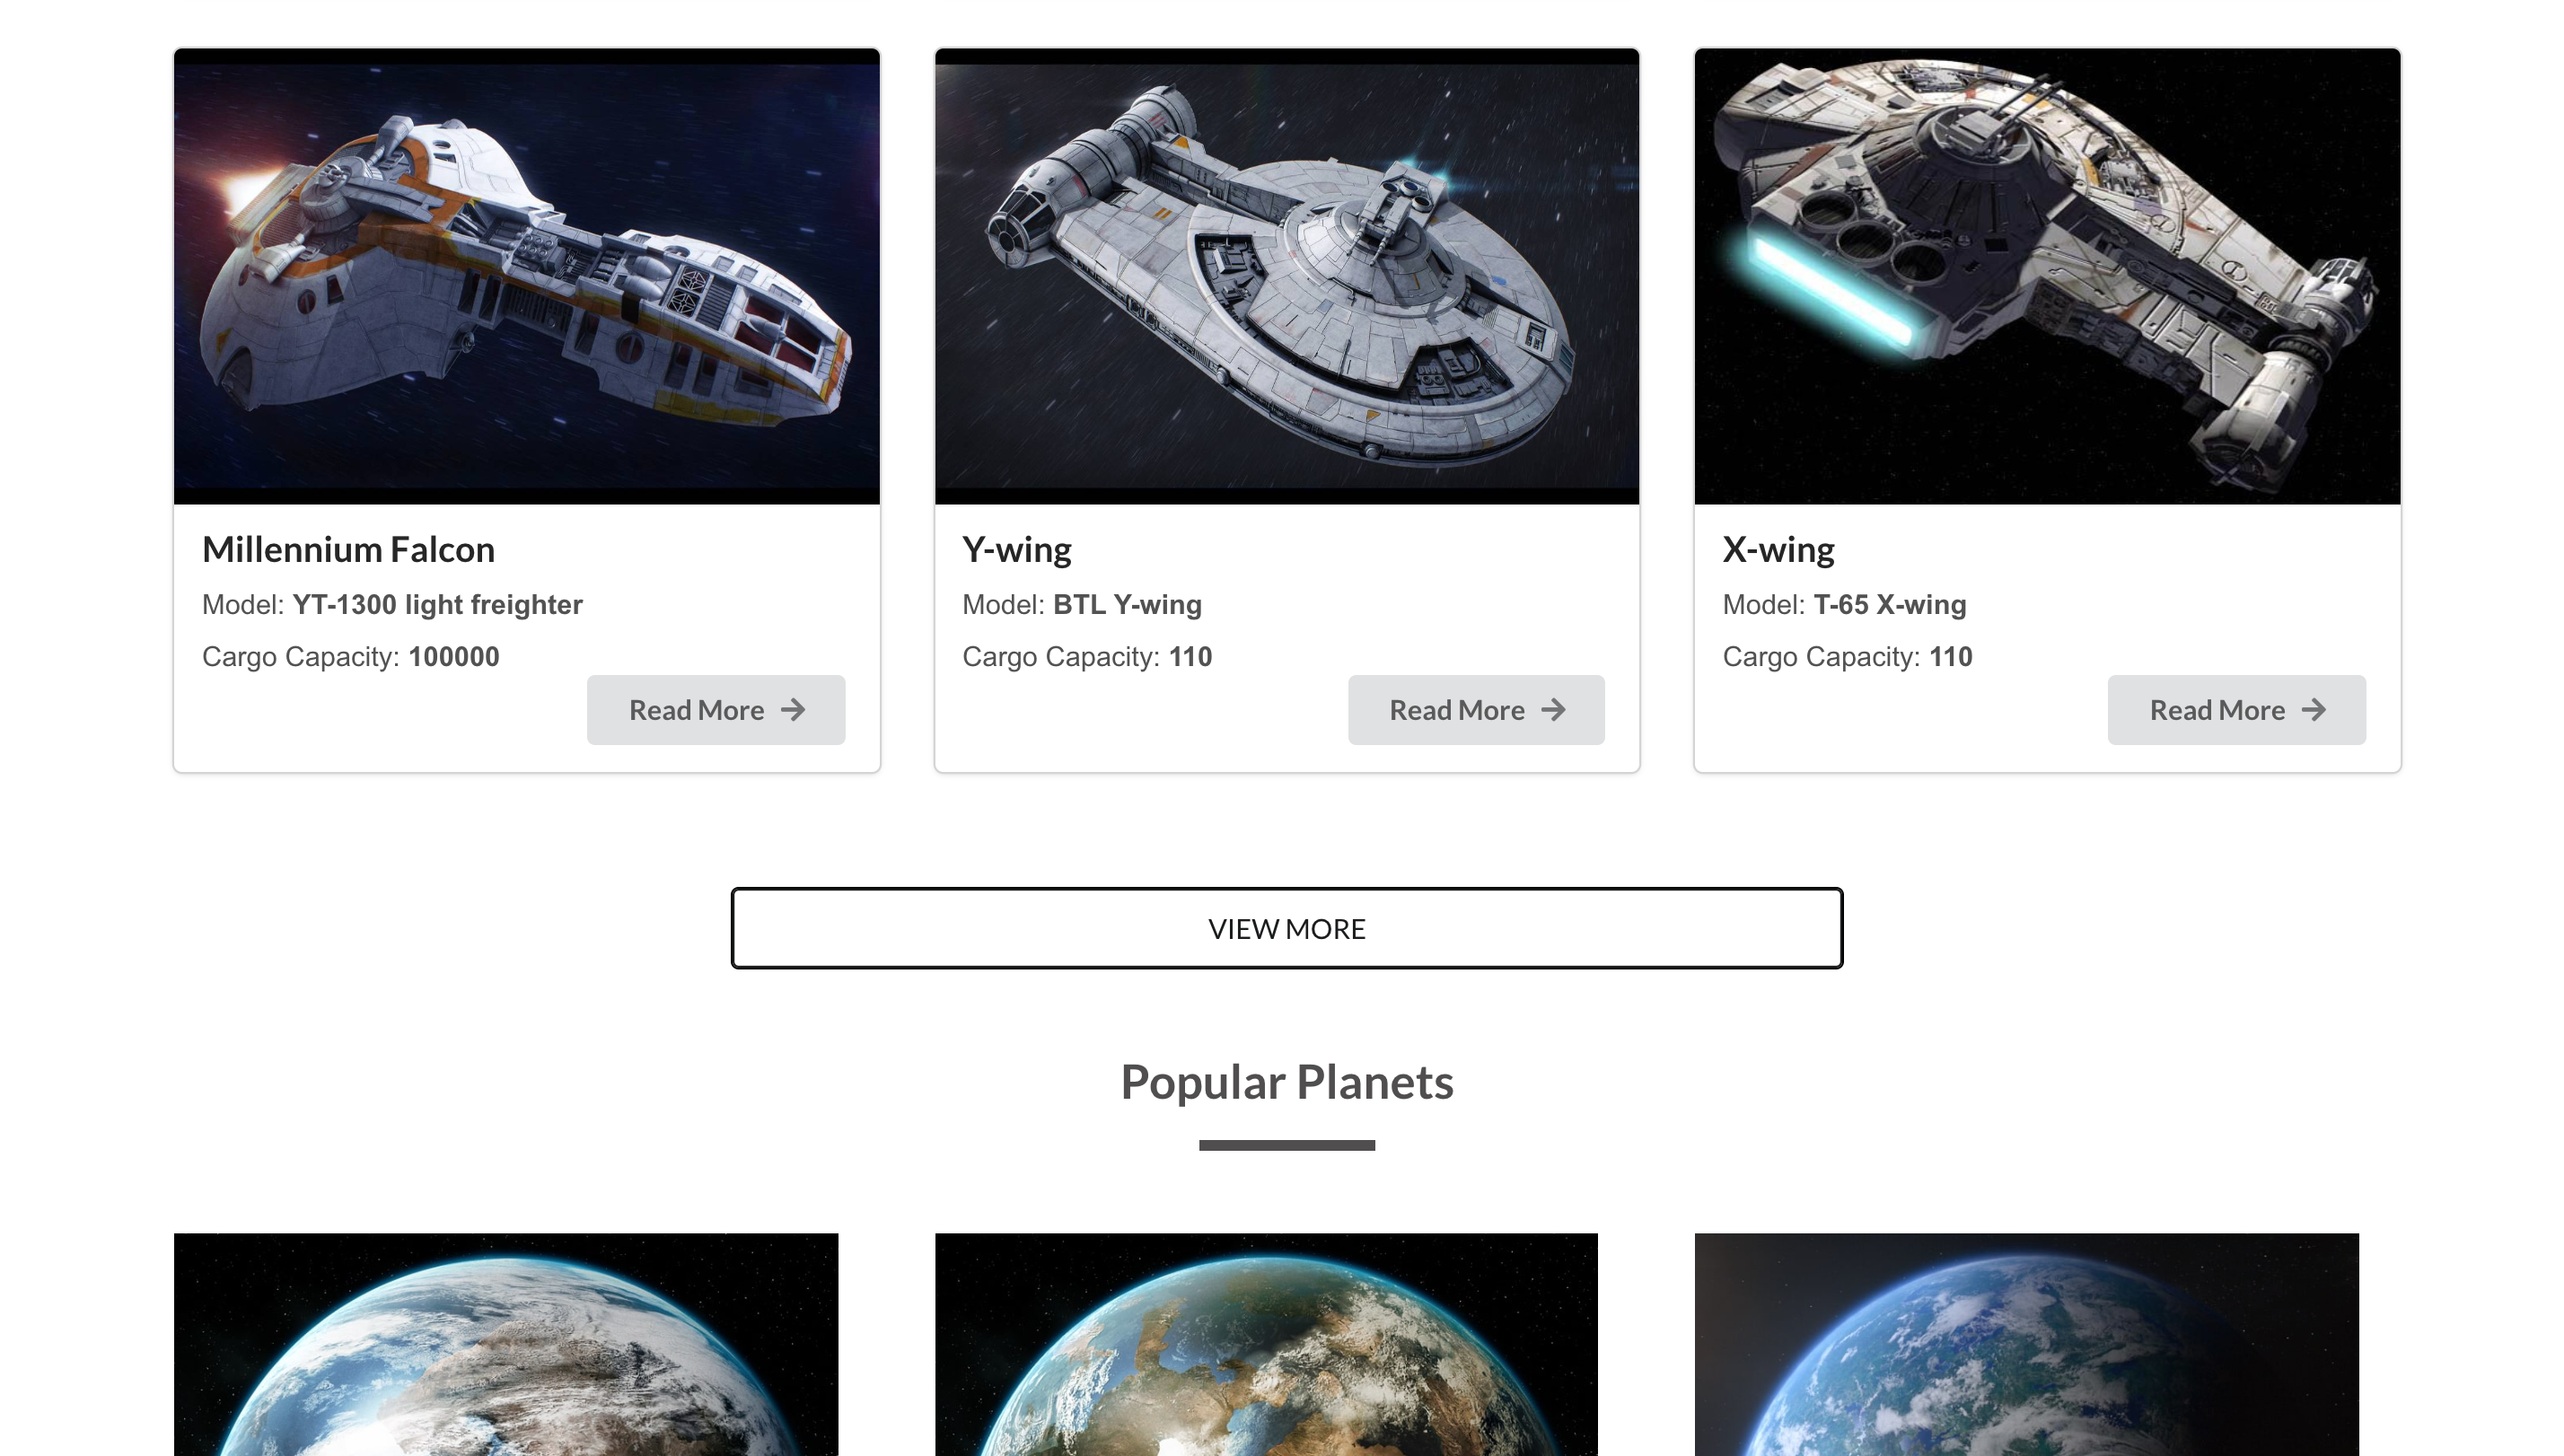 Millennium Falcon
Model: YT-1300 light freighter
Cargo Capacity: 100000
Read More
Y-wing
Model: BTL Y-wing
Cargo Capacity: 110
Read More
X-wing
Model: T-65 X-wing
Cargo Capacity: 110
Read More
VIEW MORE
Popular Planets